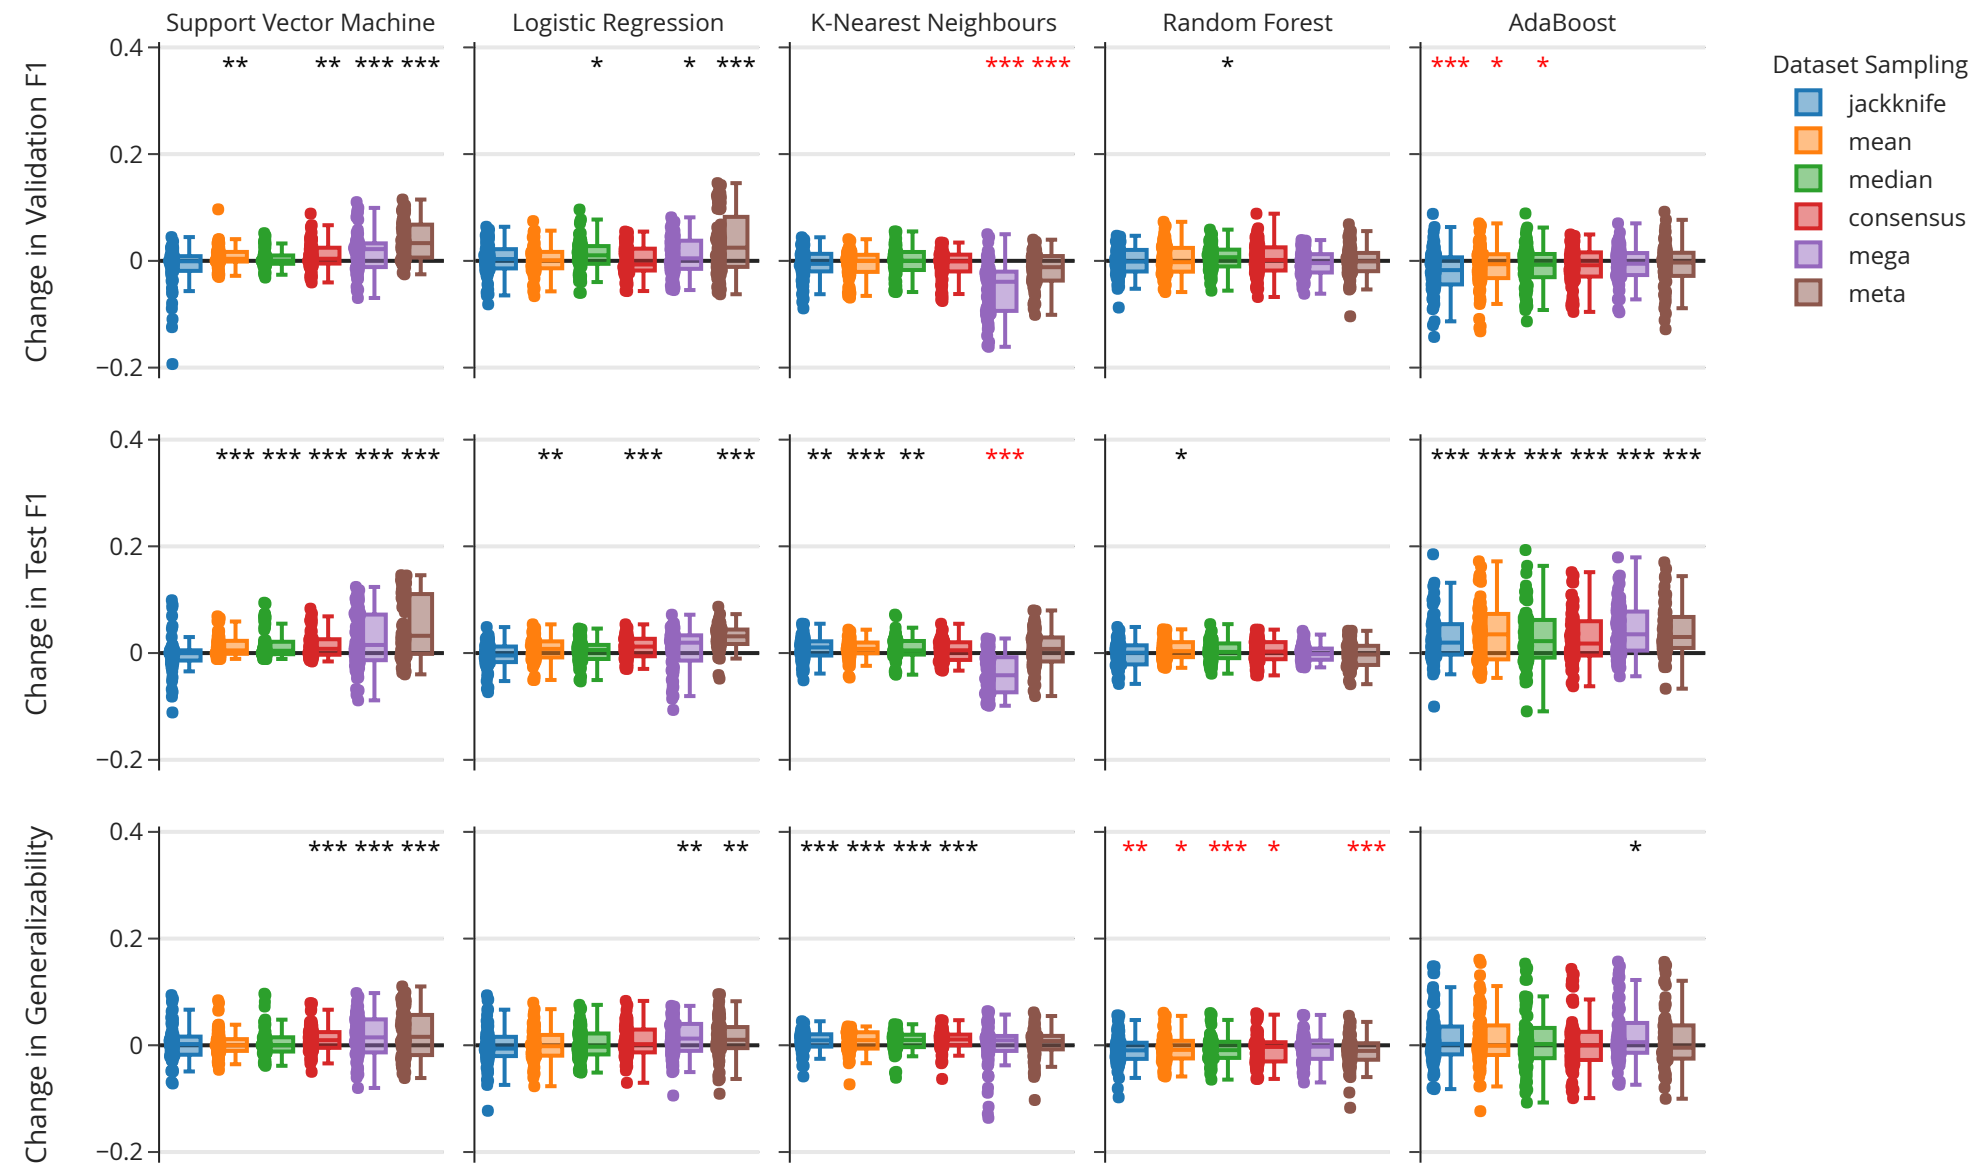 Support Vector Machine Logistic Regression K-Nearest Neighbours Random Forest AdaBoost
Change in Validation F1
0.4
0.2
0
−0.2
** ** *** ***
* * ***
*** ***
*
*** * *
Dataset Sampling
jackknife
mean
median
consensus
mega
meta
Change in Test F1
0.4
0.2
0
−0.2
*** *** *** *** ***
** *** ***
** *** ** ***
*
*** *** *** *** *** ***
Change in Generalizability
0.4
0.2
0
−0.2
*** *** ***
** **
*** *** *** ***
** * *** * ***
*